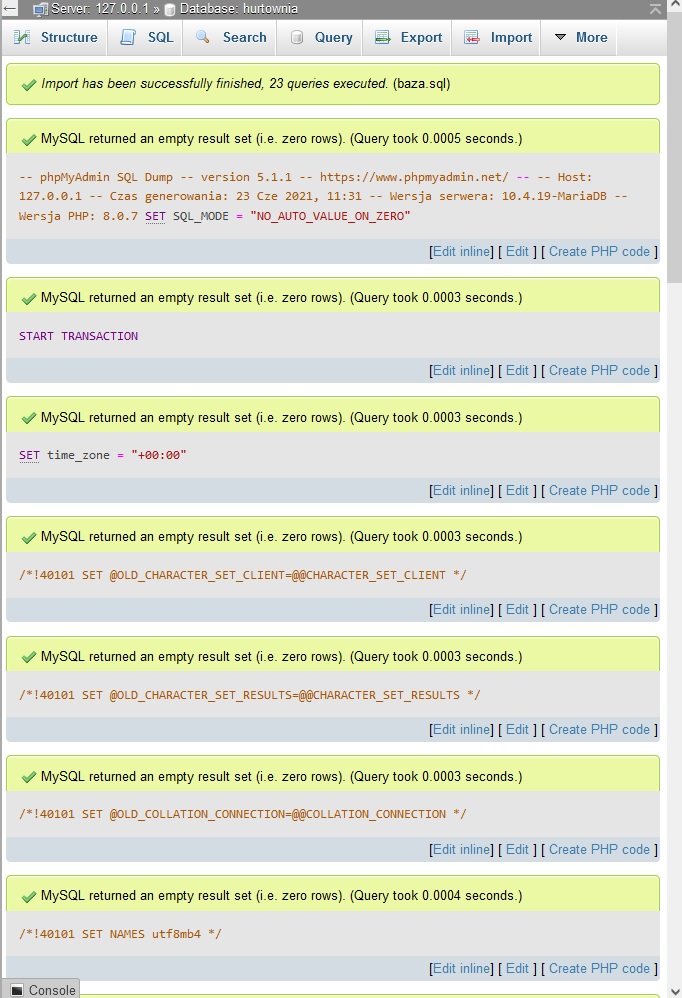 Server: 127.0.0.1 » Database: hurtownia
Structure SQL Search Query Export Import More
Import has been successfully finished, 23 queries executed. (baza.sql)
MySQL returned an empty result set (i.e. zero rows). (Query took 0.0005 seconds.)
-- phpMyAdmin SQL Dump -- version 5.1.1 -- https://www.phpmyadmin.net/ -- -- Host:
127.0.0.1 -- Czas generowania: 23 Cze 2021, 11:31 -- Wersja serwera: 10.4.19-MariaDB --
Wersja PHP: 8.0.7 SET SQL_MODE = "NO_AUTO_VALUE_ON_ZERO"
[Edit inline] [ Edit ] [ Create PHP code ]
MySQL returned an empty result set (i.e. zero rows). (Query took 0.0003 seconds.)
START TRANSACTION
[Edit inline] [ Edit ] [ Create PHP code ]
MySQL returned an empty result set (i.e. zero rows). (Query took 0.0003 seconds.)
SET time_zone = "+00:00"
[Edit inline] [ Edit ] [ Create PHP code ]
MySQL returned an empty result set (i.e. zero rows). (Query took 0.0003 seconds.)
/*!40101 SET @OLD_CHARACTER_SET_CLIENT=@@CHARACTER_SET_CLIENT */
[Edit inline] [ Edit ] [ Create PHP code ]
MySQL returned an empty result set (i.e. zero rows). (Query took 0.0003 seconds.)
/*!40101 SET @OLD_CHARACTER_SET_RESULTS=@@CHARACTER_SET_RESULTS */
[Edit inline] [ Edit ] [ Create PHP code ]
MySQL returned an empty result set (i.e. zero rows). (Query took 0.0003 seconds.)
/*!40101 SET @OLD_COLLATION_CONNECTION=@@COLLATION_CONNECTION */
[Edit inline] [ Edit ] [ Create PHP code ]
MySQL returned an empty result set (i.e. zero rows). (Query took 0.0004 seconds.)
/*!40101 SET NAMES utf8mb4 */
[Edit inline] [ Edit ] [ Create PHP code ]
Console